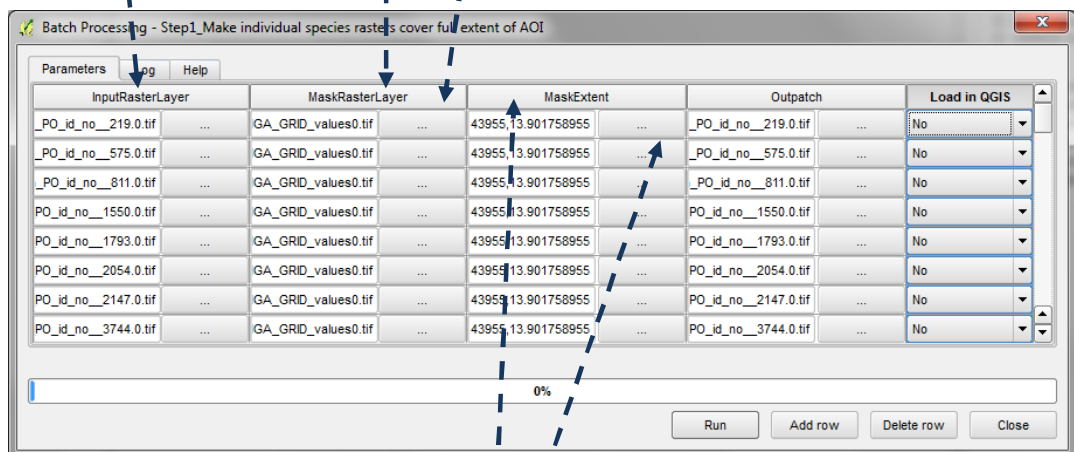 Batch Processing - Step1_Make individual species rasters cover full extent of AOI
Parameters Log Help
InputRasterLayer MaskRasterLayer MaskExtent Outpatch Load in QGIS
_PO_id_no__219.0.tif ... GA_GRID_values0.tif ... 43955,13.901758955 ... _PO_id_no__219.0.tif ... No
_PO_id_no__575.0.tif ... GA_GRID_values0.tif ... 43955,13.901758955 ... _PO_id_no__575.0.tif ... No
_PO_id_no__811.0.tif ... GA_GRID_values0.tif ... 43955,13.901758955 ... _PO_id_no__811.0.tif ... No
PO_id_no__1550.0.tif ... GA_GRID_values0.tif ... 43955,13.901758955 ... PO_id_no__1550.0.tif ... No
PO_id_no__1793.0.tif ... GA_GRID_values0.tif ... 43955,13.901758955 ... PO_id_no__1793.0.tif ... No
PO_id_no__2054.0.tif ... GA_GRID_values0.tif ... 43955,13.901758955 ... PO_id_no__2054.0.tif ... No
PO_id_no__2147.0.tif ... GA_GRID_values0.tif ... 43955,13.901758955 ... PO_id_no__2147.0.tif ... No
PO_id_no__3744.0.tif ... GA_GRID_values0.tif ... 43955,13.901758955 ... PO_id_no__3744.0.tif ... No
0%
Run Add row Delete row Close